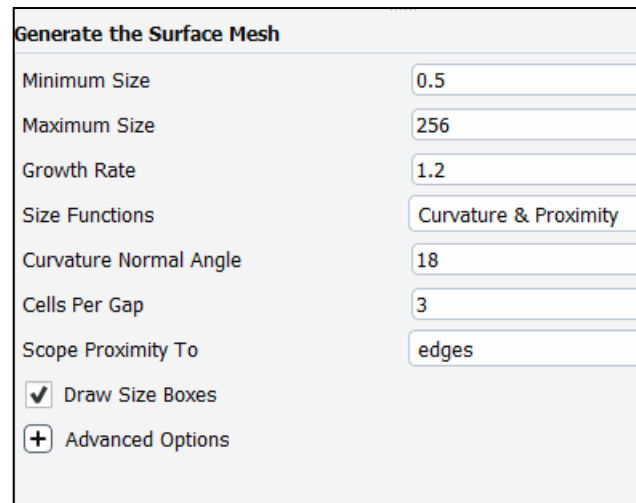 Generate the Surface Mesh
Minimum Size 0.5
Maximum Size 256
Growth Rate 1.2
Size Functions Curvature & Proximity
Curvature Normal Angle 18
Cells Per Gap 3
Scope Proximity To edges
Draw Size Boxes
Advanced Options